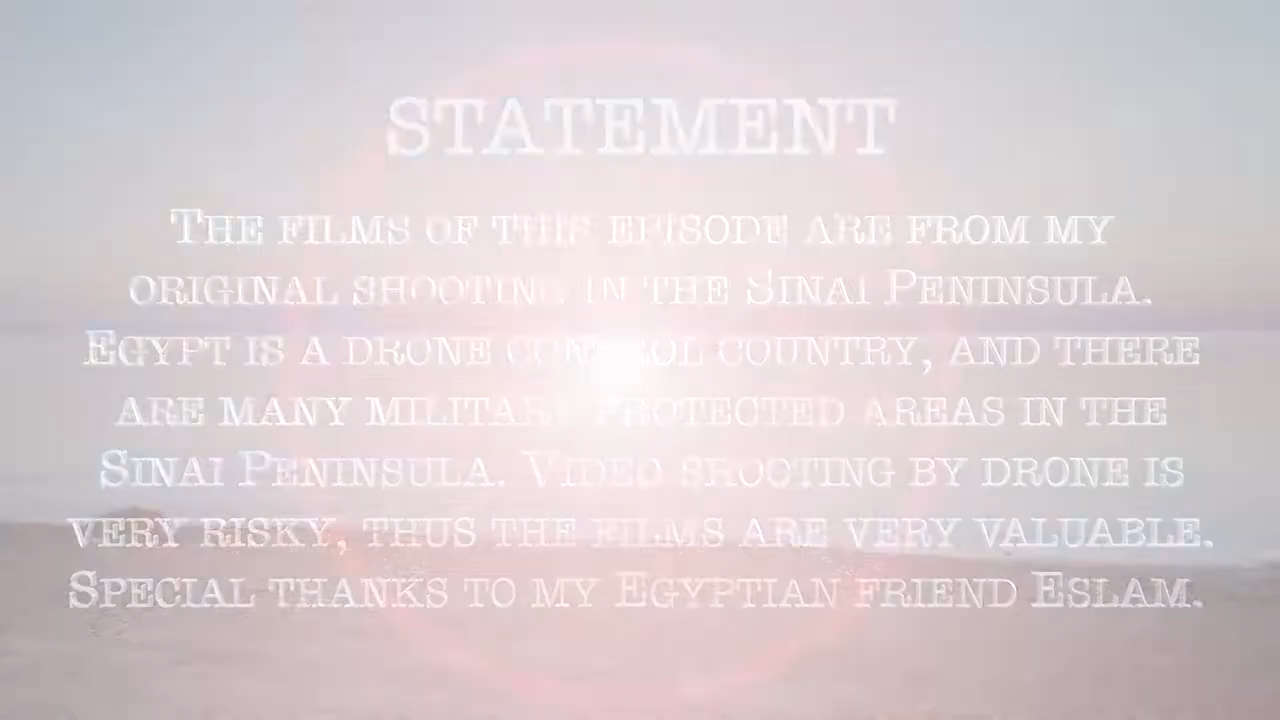 STATEMENT
THE FILMS OF THIS EPISODE ARE FROM MY
ORIGINAL SHOOTING IN THE SINAI PENINSULA.
EGYPT IS A DRONE CONTROL COUNTRY, AND THERE
ARE MANY MILITARY PROTECTED AREAS IN THE
SINAI PENINSULA. VIDEO SHOOTING BY DRONE IS
VERY RISKY, THUS THE FILMS ARE VERY VALUABLE.
SPECIAL THANKS TO MY EGYPTIAN FRIEND ESLAM.